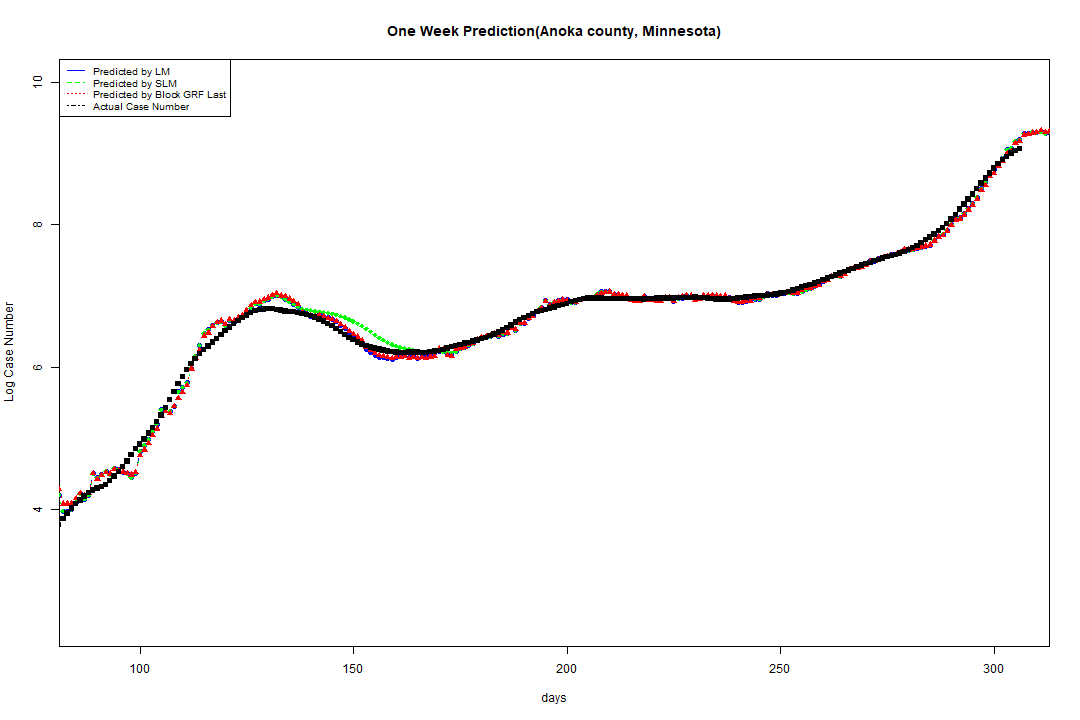 One Week Prediction(Anoka county, Minnesota)
Predicted by LM
Predicted by SLM
Predicted by Block GRF Last
Actual Case Number
10
8
6
4
Log Case Number
100 150 200 250 300
days